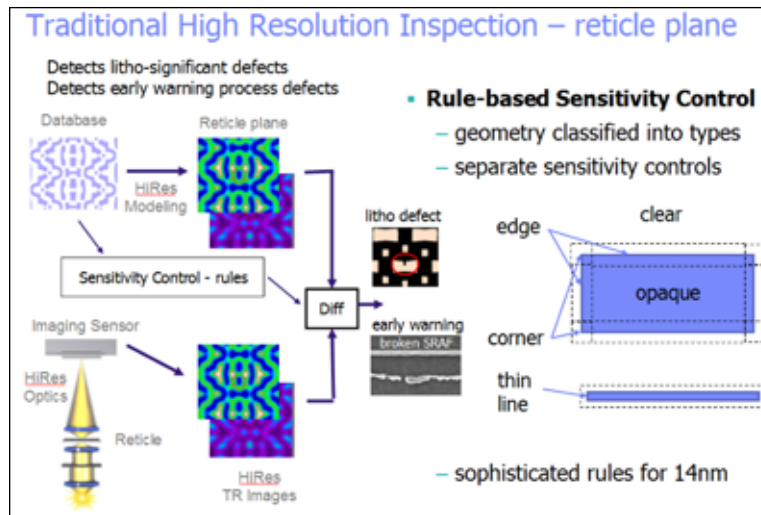 Traditional High Resolution Inspection – reticle plane
Detects litho-significant defects
Detects early warning process defects
Database
Reticle plane
HiRes
Modeling
Sensitivity Control - rules
Imaging Sensor
HiRes
Optics
Reticle
HiRes
TR Images
Diff
litho defect
early warning
broken SRAF
▪ Rule-based Sensitivity Control
– geometry classified into types
– separate sensitivity controls
clear
edge
opaque
corner
thin
line
– sophisticated rules for 14nm